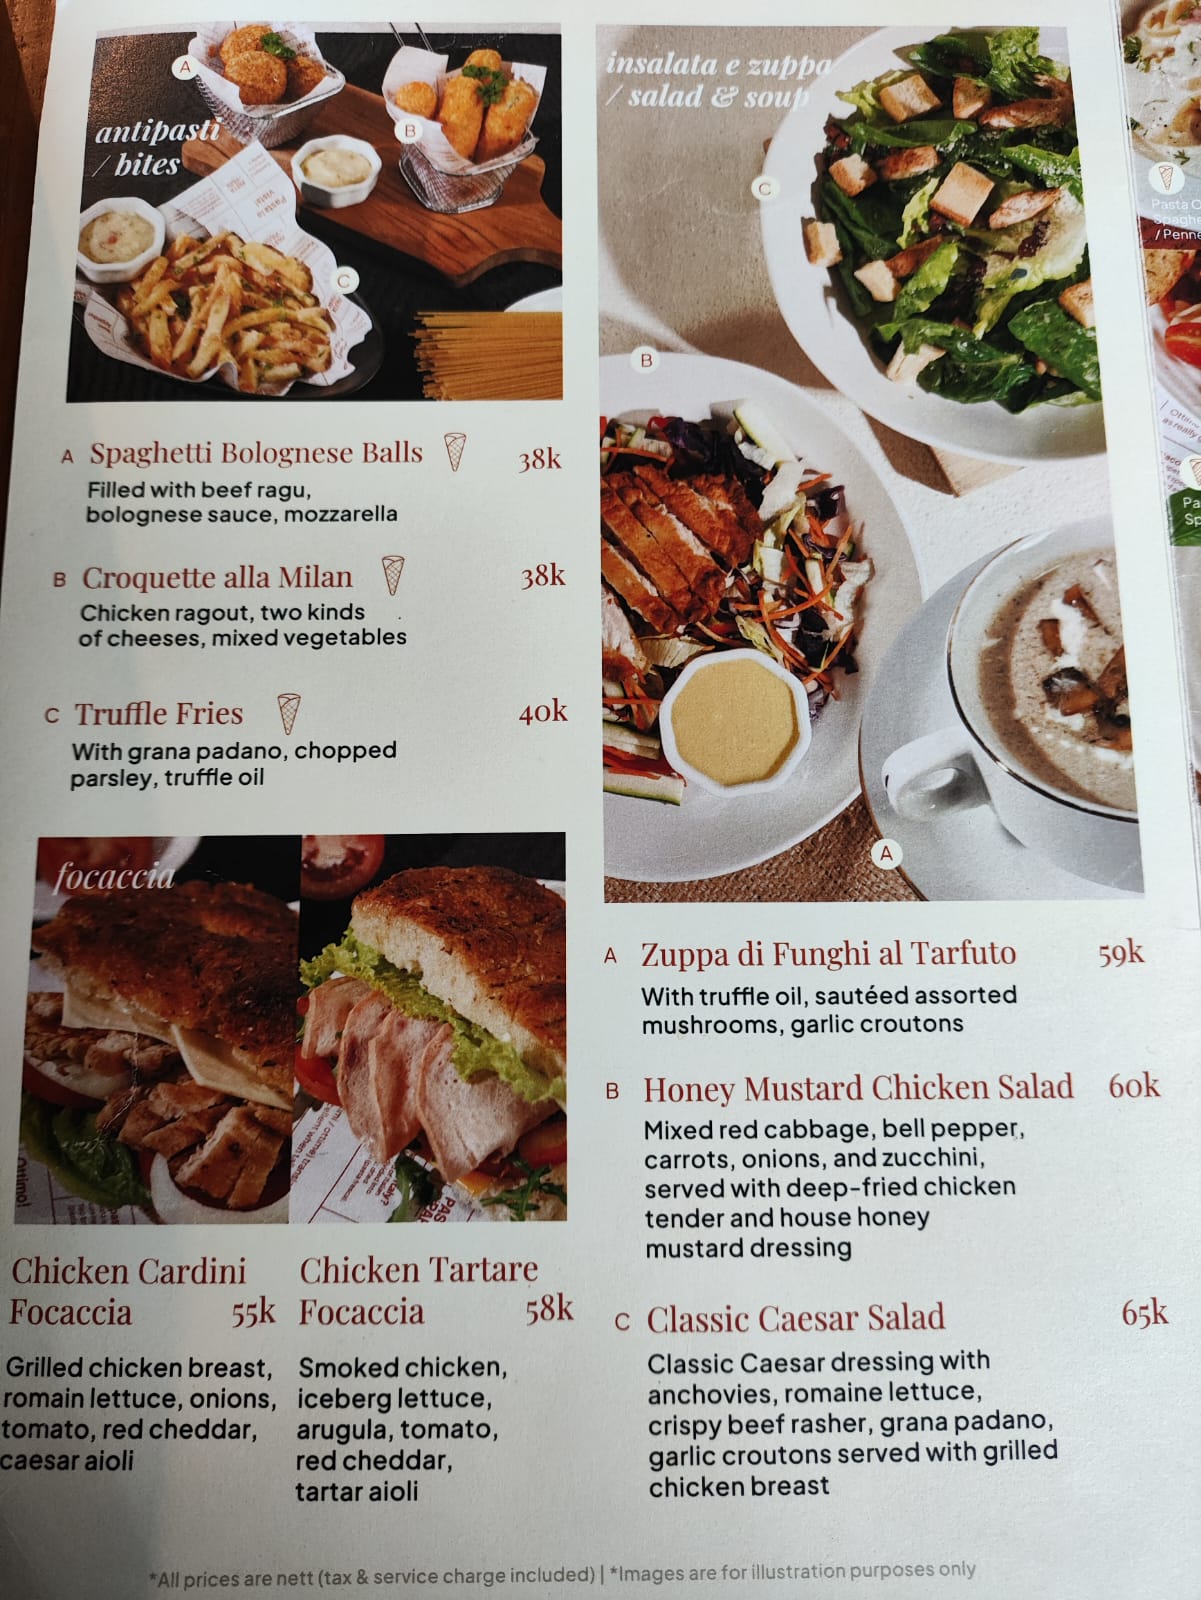 antipasti
/ bites
A
B
C
A Spaghetti Bolognese Balls 38k
Filled with beef ragu,
bolognese sauce, mozzarella
B Croquette alla Milan 38k
Chicken ragout, two kinds
of cheeses, mixed vegetables
C Truffle Fries 40k
With grana padano, chopped
parsley, truffle oil
focaccia
Chicken Cardini
Focaccia 55k
Grilled chicken breast,
romain lettuce, onions,
tomato, red cheddar,
caesar aioli
Chicken Tartare
Focaccia 58k
Smoked chicken,
iceberg lettuce,
arugula, tomato,
red cheddar,
tartar aioli
insalata e zuppa
/ salad & soup
C
B
A
A Zuppa di Funghi al Tarfuto 59k
With truffle oil, sautéed assorted
mushrooms, garlic croutons
B Honey Mustard Chicken Salad 60k
Mixed red cabbage, bell pepper,
carrots, onions, and zucchini,
served with deep-fried chicken
tender and house honey
mustard dressing
C Classic Caesar Salad 65k
Classic Caesar dressing with
anchovies, romaine lettuce,
crispy beef rasher, grana padano,
garlic croutons served with grilled
chicken breast
*All prices are nett (tax & service charge included) | *Images are for illustration purposes only
Pasta
/ Penne